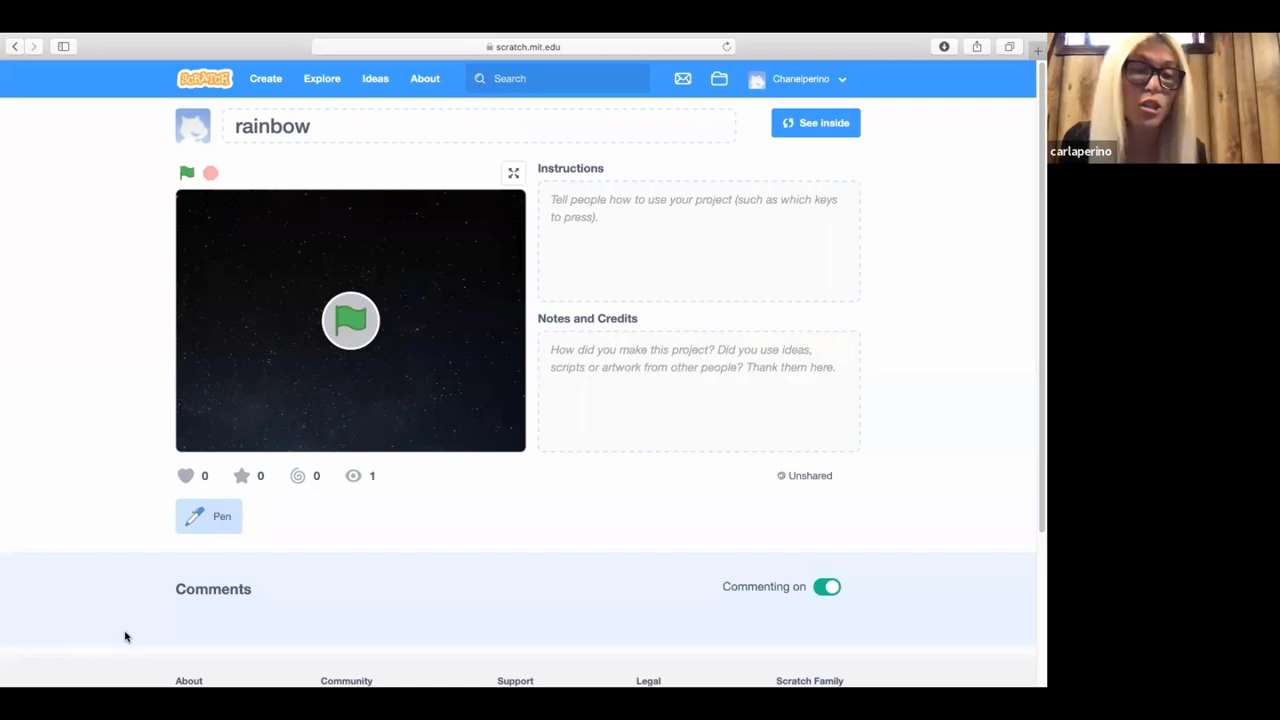 scratch.mit.edu
SCRATCH Create Explore Ideas About Search Chanelperino
rainbow
See inside
carlaperino
Instructions
Tell people how to use your project (such as which keys
to press).
Notes and Credits
How did you make this project? Did you use ideas,
scripts or artwork from other people? Thank them here.
0 0 0 1
Unshared
Pen
Comments
Commenting on
About Community Support Legal Scratch Family